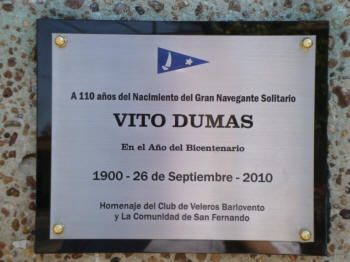 A 110 años del Nacimiento del Gran Navegante Solitario
VITO DUMAS
En el Año del Bicentenario
1900 - 26 de Septiembre - 2010
Homenaje del Club de Veleros Barlovento
y La Comunidad de San Fernando